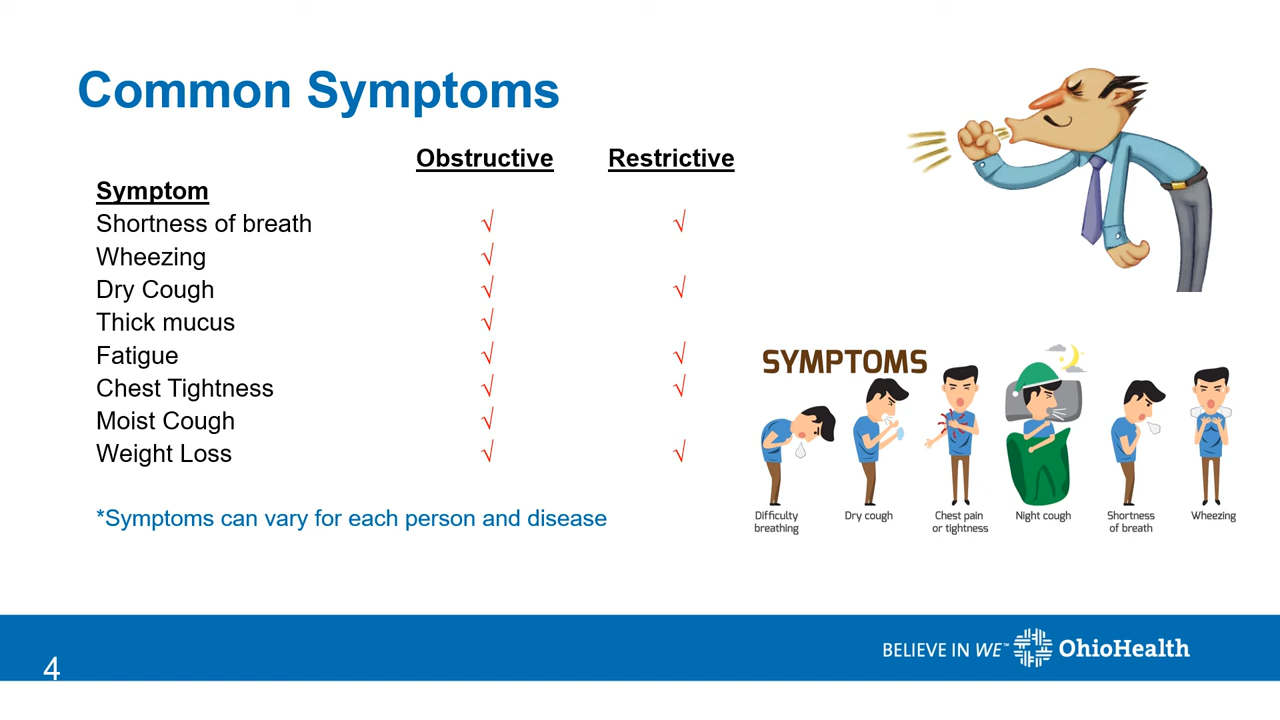 Common Symptoms
Obstructive Restrictive
Symptom
Shortness of breath √ √
Wheezing √
Dry Cough √ √
Thick mucus √
Fatigue √ √
Chest Tightness √ √
Moist Cough √
Weight Loss √ √
*Symptoms can vary for each person and disease
SYMPTOMS
Difficulty
breathing
Dry cough
Chest pain
or tightness
Night cough
Shortness
of breath
Wheezing
4
BELIEVE IN WE™ OhioHealth